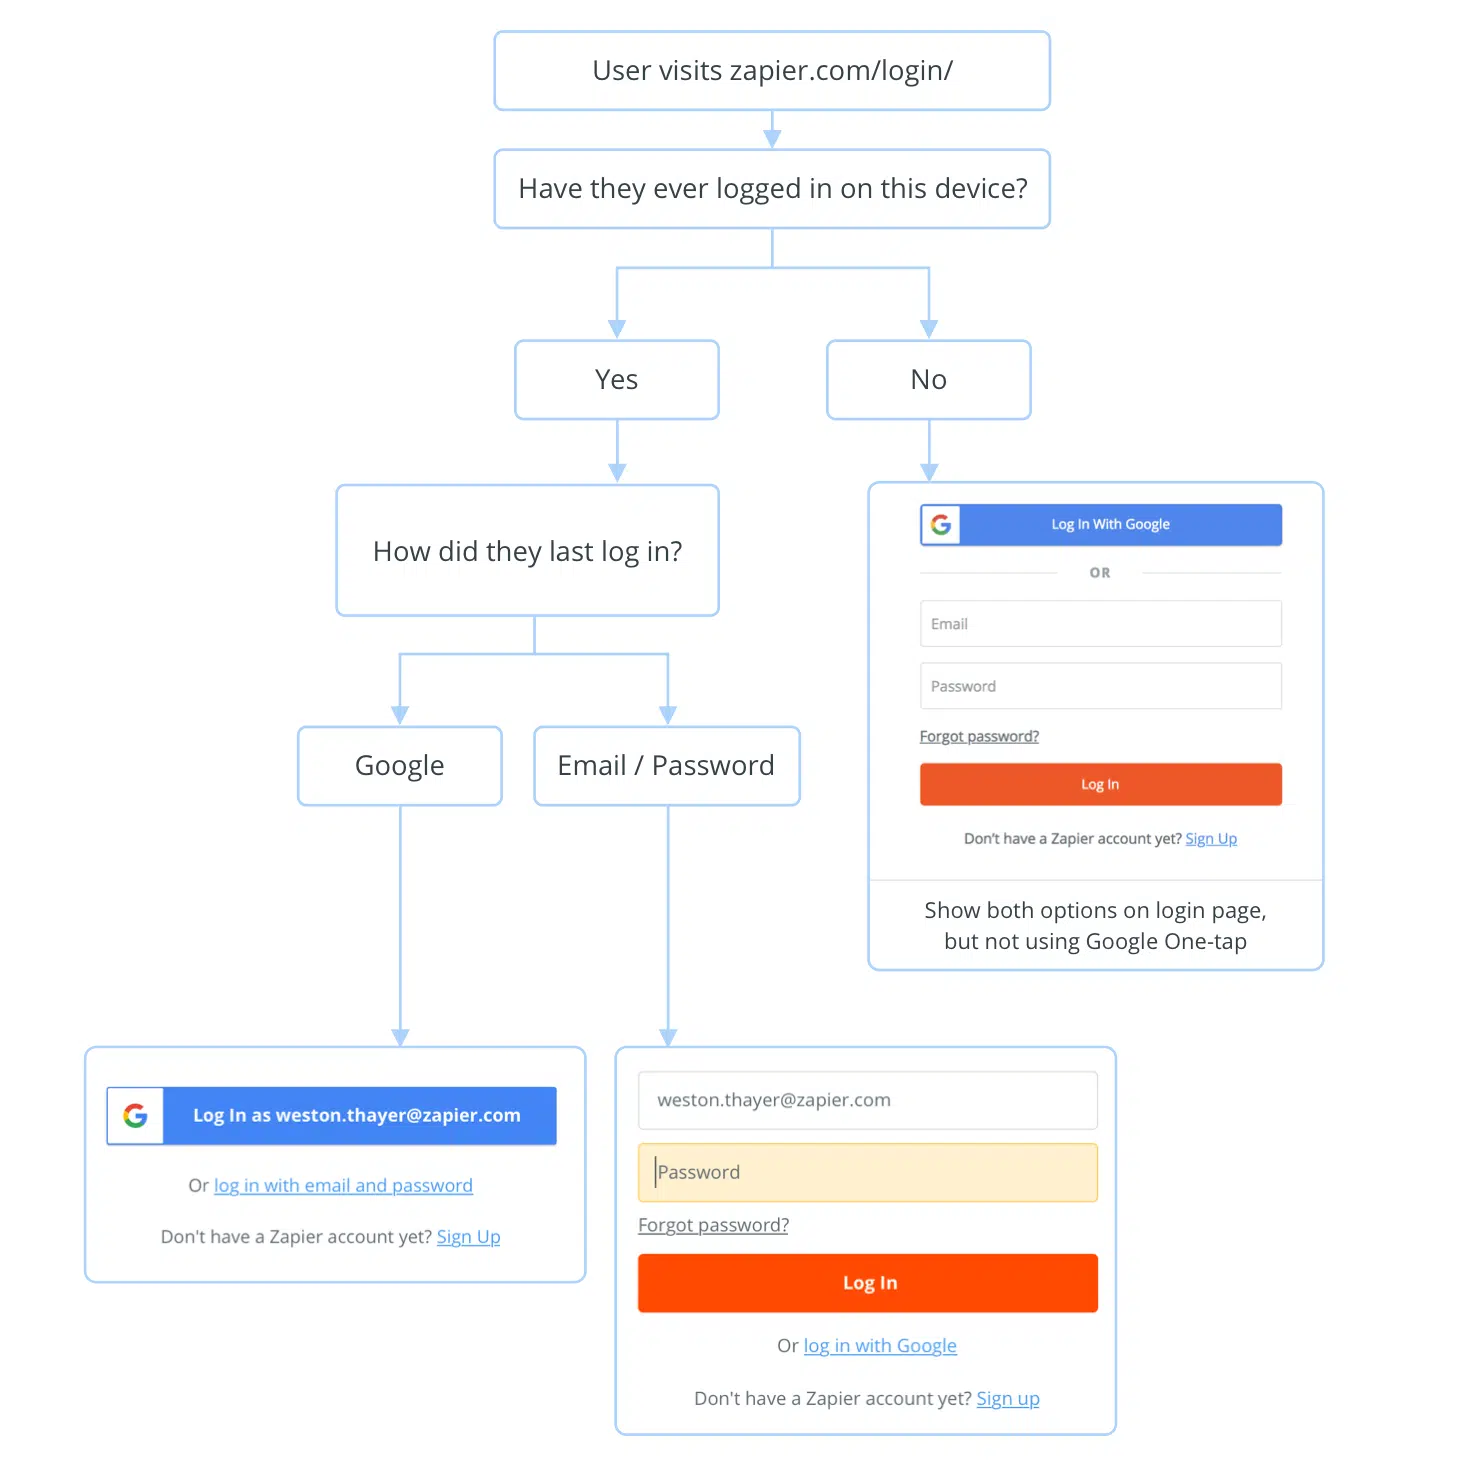 User visits zapier.com/login/
Have they ever logged in on this device?
Yes
No
How did they last log in?
Log In With Google
OR
Email
Password
Forgot password?
Log In
Don't have a Zapier account yet? Sign Up
Show both options on login page,
but not using Google One-tap
Google
Email / Password
Log In as weston.thayer@zapier.com
Or log in with email and password
Don't have a Zapier account yet? Sign Up
weston.thayer@zapier.com
Password
Forgot password?
Log In
Or log in with Google
Don't have a Zapier account yet? Sign up